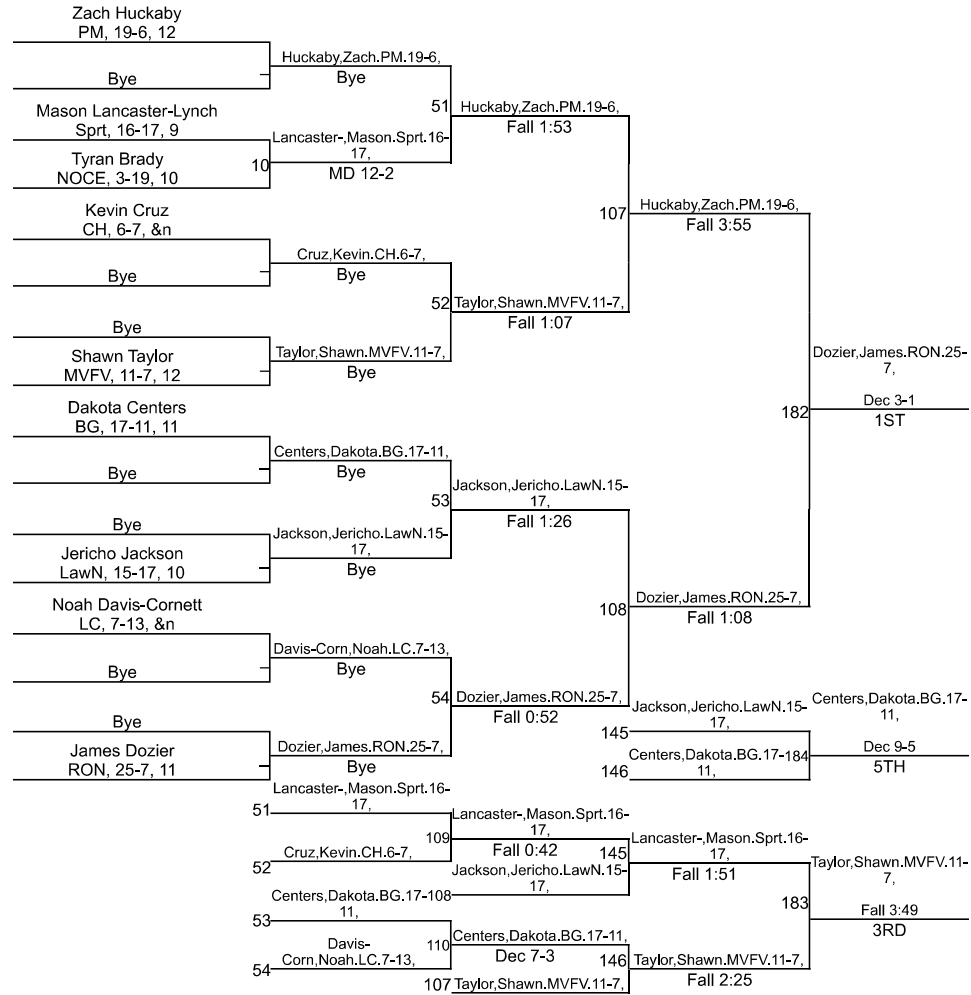 Zach Huckaby
PM, 19-6, 12
Huckaby,Zach.PM.19-6,
Bye
Bye
51
Huckaby,Zach.PM.19-6,
Fall 1:53
Mason Lancaster-Lynch
Sprt, 16-17, 9
Lancaster-,Mason.Sprt.16-
17,
10
MD 12-2
Tyran Brady
NOCE, 3-19, 10
107
Huckaby,Zach.PM.19-6,
Fall 3:55
Kevin Cruz
CH, 6-7, &n
Cruz,Kevin.CH.6-7,
Bye
Bye
52
Taylor,Shawn.MVFV.11-7,
Fall 1:07
Bye
Taylor,Shawn.MVFV.11-7,
Bye
Shawn Taylor
MVFV, 11-7, 12
182
Dozier,James.RON.25-
7,
Dec 3-1
1ST
Dakota Centers
BG, 17-11, 11
Centers,Dakota.BG.17-11,
Bye
Bye
53
Jackson,Jericho.LawN.15-
17,
Fall 1:26
Bye
Jackson,Jericho.LawN.15-
17,
Bye
Jericho Jackson
LawN, 15-17, 10
108
Dozier,James.RON.25-7,
Fall 1:08
Noah Davis-Cornett
LC, 7-13, &n
Davis-Corn,Noah.LC.7-13,
Bye
Bye
54
Dozier,James.RON.25-7,
Fall 0:52
Bye
Dozier,James.RON.25-7,
Bye
James Dozier
RON, 25-7, 11
Jackson,Jericho.LawN.15-
17,
145
Centers,Dakota.BG.17-
11,
146
184
Centers,Dakota.BG.17-
11,
Dec 9-5
5TH
Lancaster-,Mason.Sprt.16-
17,
51
Cruz,Kevin.CH.6-7,
52
109
Lancaster-,Mason.Sprt.16-
17,
Fall 0:42
Jackson,Jericho.LawN.15-
17,
108
145
Lancaster-,Mason.Sprt.16-
17,
Fall 1:51
Centers,Dakota.BG.17-
11,
53
Davis-
Corn,Noah.LC.7-13,
54
110
Centers,Dakota.BG.17-11,
Dec 7-3
107
Taylor,Shawn.MVFV.11-7,
146
Taylor,Shawn.MVFV.11-7,
Fall 2:25
183
Taylor,Shawn.MVFV.11-
7,
Fall 3:49
3RD